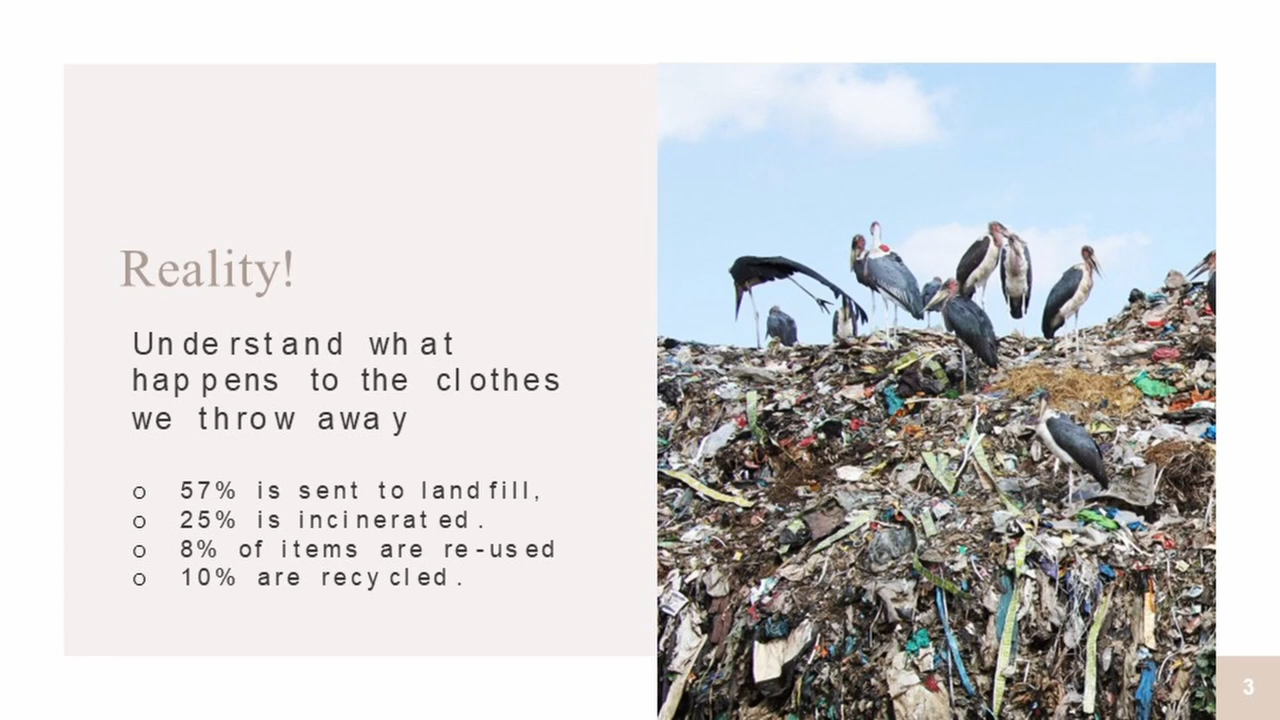 Reality!
Understand what
happens to the clothes
we throw away
o 57% is sent to landfill,
o 25% is incinerated.
o 8% of items are re-used
o 10% are recycled.
3